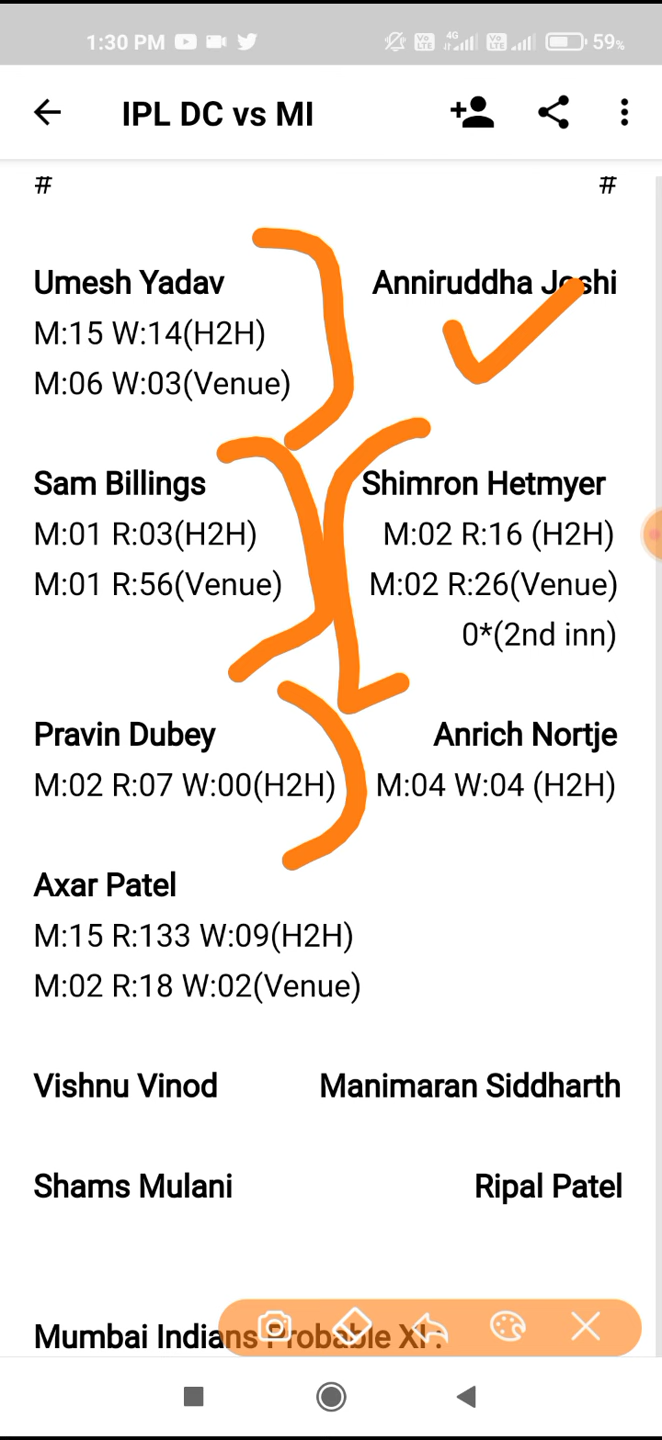 1:30 PM 4G 59%
IPL DC vs MI
# #
Umesh Yadav Anniruddha Joshi
M:15 W:14(H2H)
M:06 W:03(Venue)
Sam Billings Shimron Hetmyer
M:01 R:03(H2H) M:02 R:16 (H2H)
M:01 R:56(Venue) M:02 R:26(Venue)
0*(2nd inn)
Pravin Dubey Anrich Nortje
M:02 R:07 W:00(H2H) M:04 W:04 (H2H)
Axar Patel
M:15 R:133 W:09(H2H)
M:02 R:18 W:02(Venue)
Vishnu Vinod Manimaran Siddharth
Shams Mulani Ripal Patel
Mumbai Indians Probable XI :